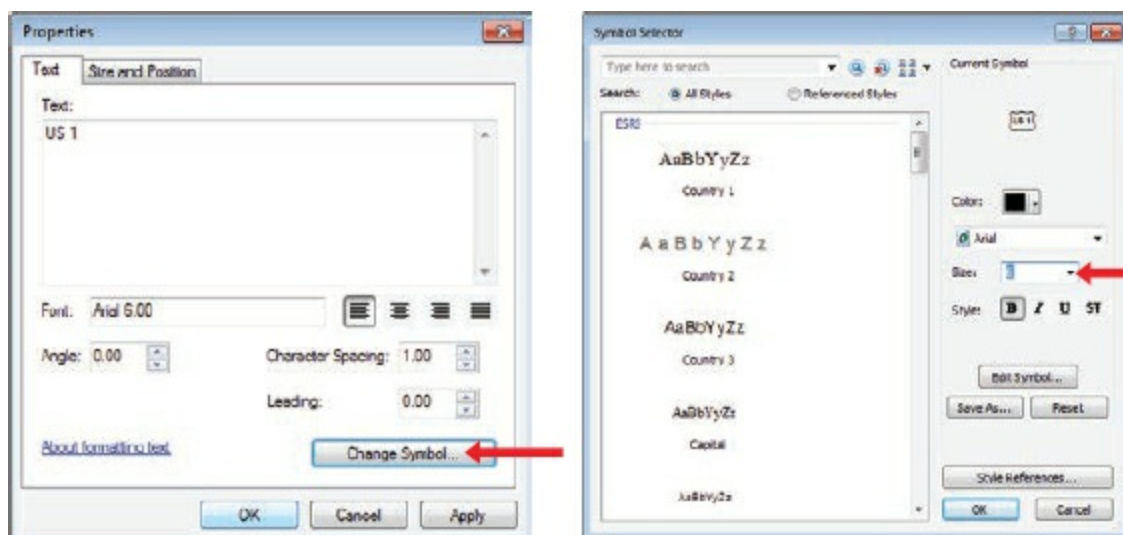 Properties
Text Size and Position
Text:
US 1
Font: Arial 6.00
Angle: 0.00 Character Spacing: 1.00
Leading: 0.00
About formatting text
Change Symbol...
OK Cancel Apply
Symbol Selector
Type here to search
Search: All Styles Referenced Styles
ESRI
AaBbYyZz
Country 1
AaBbYyZz
Country 2
AaBbYyZz
Country 3
AaBbYyZz
Capital
AaBbYyZz
Current Symbol
US 1
Color:
Arial
Size:
Style: B I U ST
Edit Symbol...
Save As... Reset
Style References...
OK Cancel